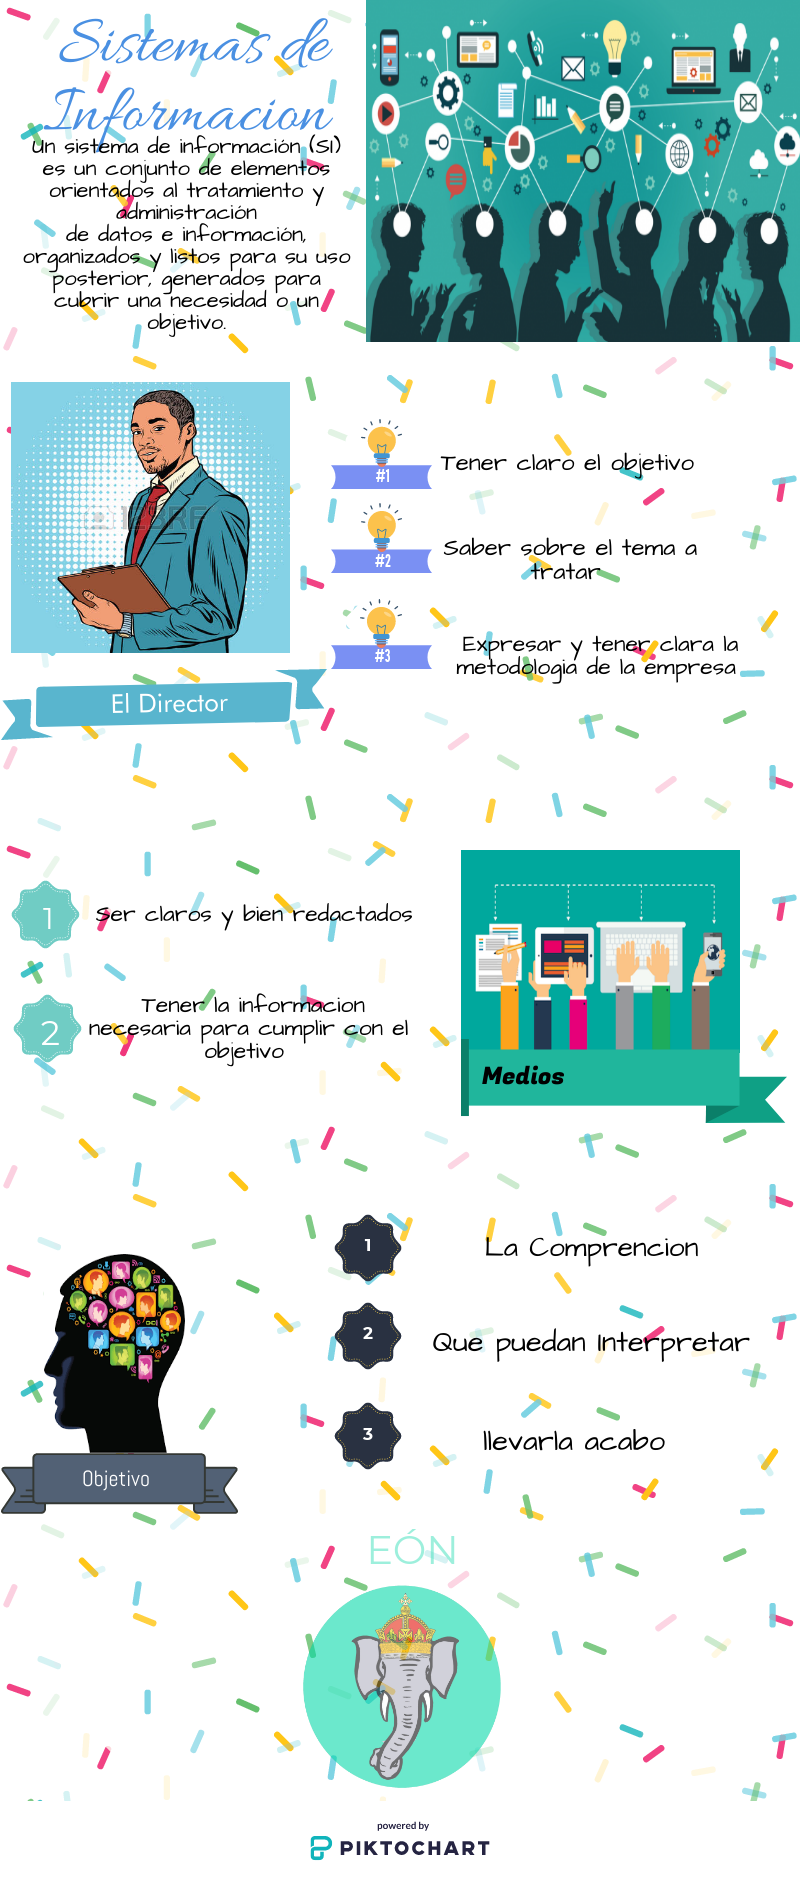 Sistemas de
Informacion
Un sistema de información (SI)
es un conjunto de elementos
orientados al tratamiento y
administración
de datos e información,
organizados y listos para su uso
posterior, generados para
cubrir una necesidad o un
objetivo.
#1
Tener claro el objetivo
#2
Saber sobre el tema a
tratar
#3
Expresar y tener clara la
metodologia de la empresa
El Director
1
Ser claros y bien redactados
2
Tener la informacion
necesaria para cumplir con el
objetivo
Medios
1
La Comprencion
2
Que puedan Interpretar
3
llevarla acabo
Objetivo
EÓN
powered by
PIKTOCHART